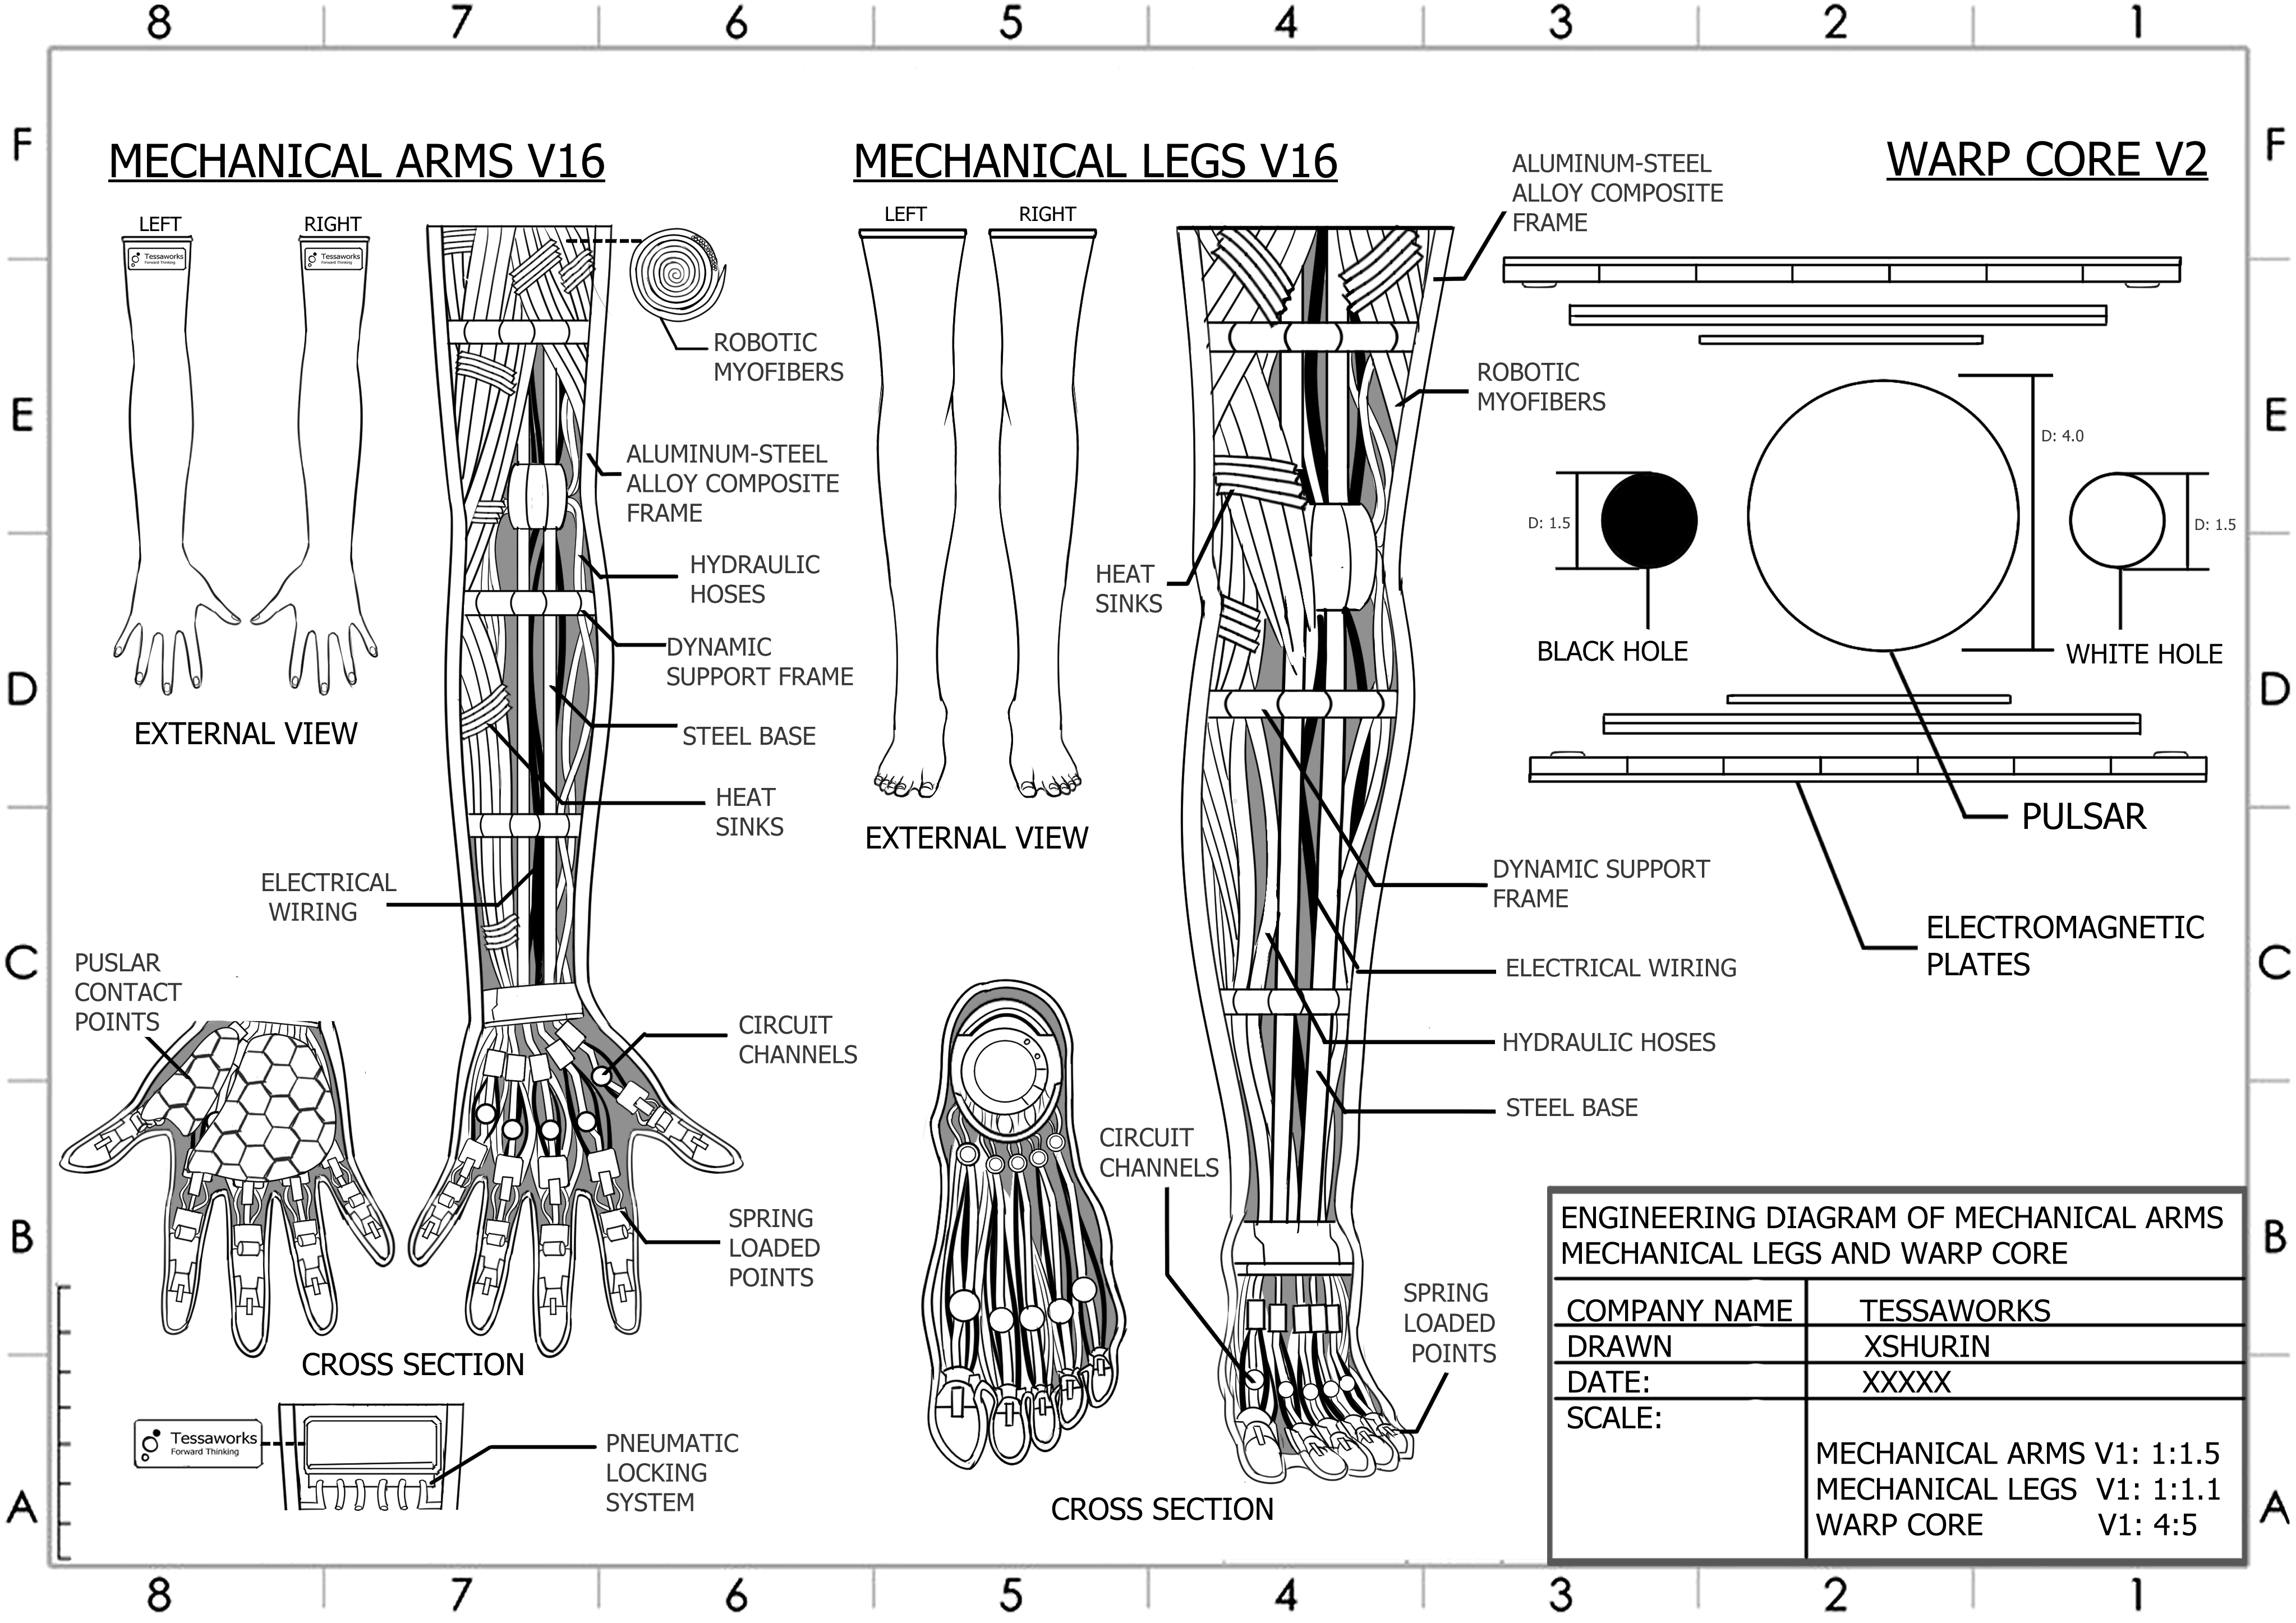 8 7 6 5 4 3 2 1
F
F
MECHANICAL ARMS V16
LEFT
RIGHT
Tessaworks
Forward Thinking
Tessaworks
Forward Thinking
EXTERNAL VIEW
ROBOTIC
MYOFIBERS
ALUMINUM-STEEL
ALLOY COMPOSITE
FRAME
HYDRAULIC
HOSES
DYNAMIC
SUPPORT FRAME
STEEL BASE
HEAT
SINKS
ELECTRICAL
WIRING
PUSLAR
CONTACT
POINTS
CIRCUIT
CHANNELS
SPRING
LOADED
POINTS
CROSS SECTION
Tessaworks
Forward Thinking
PNEUMATIC
LOCKING
SYSTEM
MECHANICAL LEGS V16
LEFT
RIGHT
EXTERNAL VIEW
ALUMINUM-STEEL
ALLOY COMPOSITE
FRAME
ROBOTIC
MYOFIBERS
HEAT
SINKS
DYNAMIC SUPPORT
FRAME
ELECTRICAL WIRING
HYDRAULIC HOSES
STEEL BASE
CIRCUIT
CHANNELS
SPRING
LOADED
POINTS
CROSS SECTION
WARP CORE V2
D: 4.0
D: 1.5
D: 1.5
BLACK HOLE
WHITE HOLE
PULSAR
ELECTROMAGNETIC
PLATES
E
E
D
D
C
C
B
B
A
A
ENGINEERING DIAGRAM OF MECHANICAL ARMS
MECHANICAL LEGS AND WARP CORE
COMPANY NAME TESSAWORKS
DRAWN XSHURIN
DATE: XXXXX
SCALE:
MECHANICAL ARMS V1: 1:1.5
MECHANICAL LEGS V1: 1:1.1
WARP CORE V1: 4:5
8 7 6 5 4 3 2 1